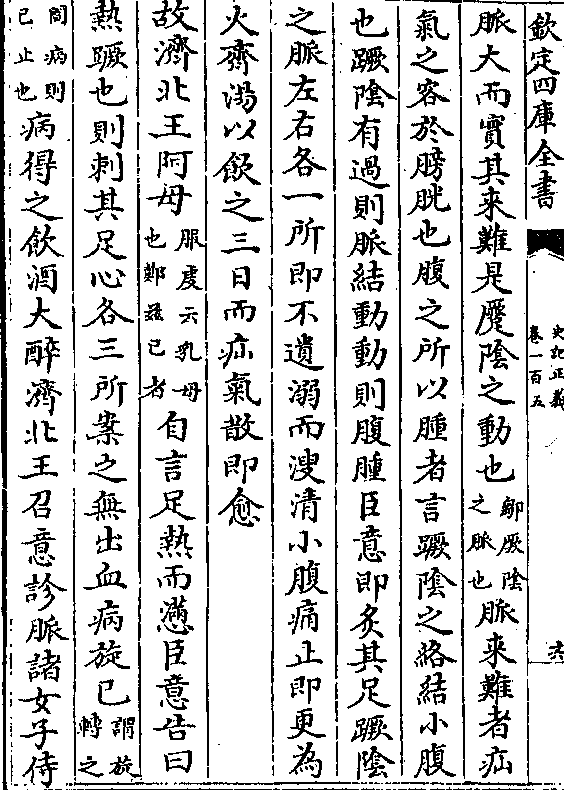 欽定四庫全書
史記正義
卷一百五
六
脈大而實其來難是蹷陰之動也鄒厥陰之脈也脈來難者疝
氣之客於膀胱也腹之所以腫者言蹶陰之絡結小腹
也蹶陰有過則脈結動動則腹腫臣意即炙其足蹶陰
之脈左右各一所即不遺溺而溲清小腹痛止即更為
火齊湯以飲之三日而疝氣散即愈
故濟北王阿母服虔云乳母也鄭兹已者自言足熱而懣臣意告曰
熱蹶也則刺其足心各三所案之無出血病旋已謂旋轉之
間病則已止也病得之飲酒大醉濟北王召意診脈諸女子侍